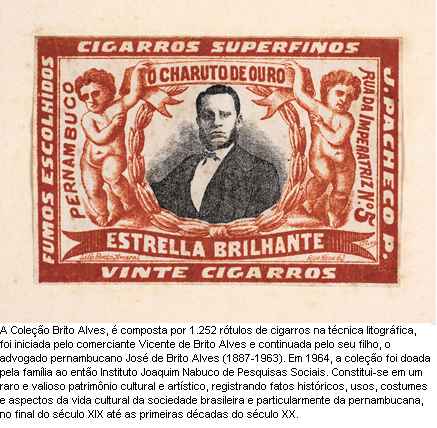 CIGARROS SUPERFINOS
FUMOS ESCOLHIDOS
J. PACHECO P.
O CHARUTO DE OURO
PERNAMBUCO
RUA DA IMPERATRIZ Nº 5
ESTRELLA BRILHANTE
VINTE CIGARROS
A Coleção Brito Alves, é composta por 1.252 rótulos de cigarros na técnica litográfica,
foi iniciada pelo comerciante Vicente de Brito Alves e continuada pelo seu filho, o
advogado pernambucano José de Brito Alves (1887-1963). Em 1964, a coleção foi doada
pela família ao então Instituto Joaquim Nabuco de Pesquisas Sociais. Constitui-se em um
raro e valioso patrimônio cultural e artístico, registrando fatos históricos, usos, costumes
e aspectos da vida cultural da sociedade brasileira e particularmente da pernambucana,
no final do século XIX até as primeiras décadas do século XX.